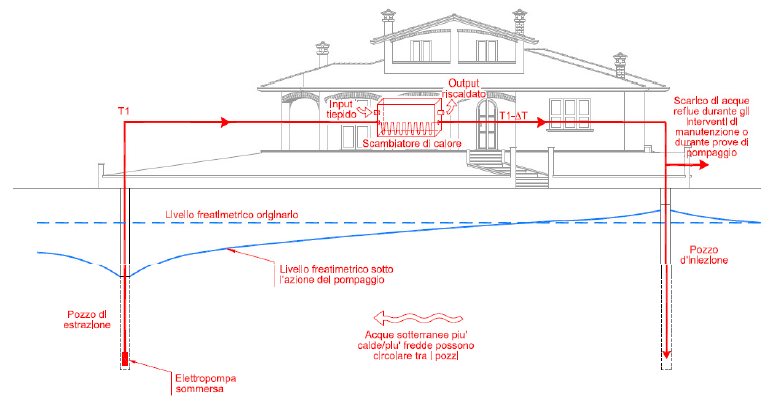 T1
Input
tiepido
Output
riscaldato
Scambiatore di calore
T1-ΔT
Scarico di acque
reflue durante gli
interventi di
manutenzione o
durante prove di
pompaggio
Livello freatimetrico originario
Livello freatimetrico sotto
l'azione del pompaggio
Pozzo
d'iniezione
Pozzo di
estrazione
Acque sotterranee piu'
calde/piu' fredde possono
circolare tra i pozzi
Elettropompa
sommersa